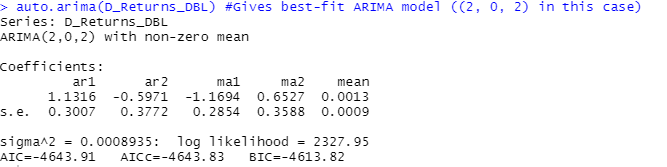 > auto.arima(D_Returns_DBL) #Gives best-fit ARIMA model ((2, 0, 2) in this case)
Series: D_Returns_DBL
ARIMA(2,0,2) with non-zero mean
Coefficients:
ar1 ar2 ma1 ma2 mean
1.1316 -0.5971 -1.1694 0.6527 0.0013
s.e. 0.3007 0.3772 0.2854 0.3588 0.0009
sigma^2 = 0.0008935: log likelihood = 2327.95
AIC=-4643.91 AICc=-4643.83 BIC=-4613.82